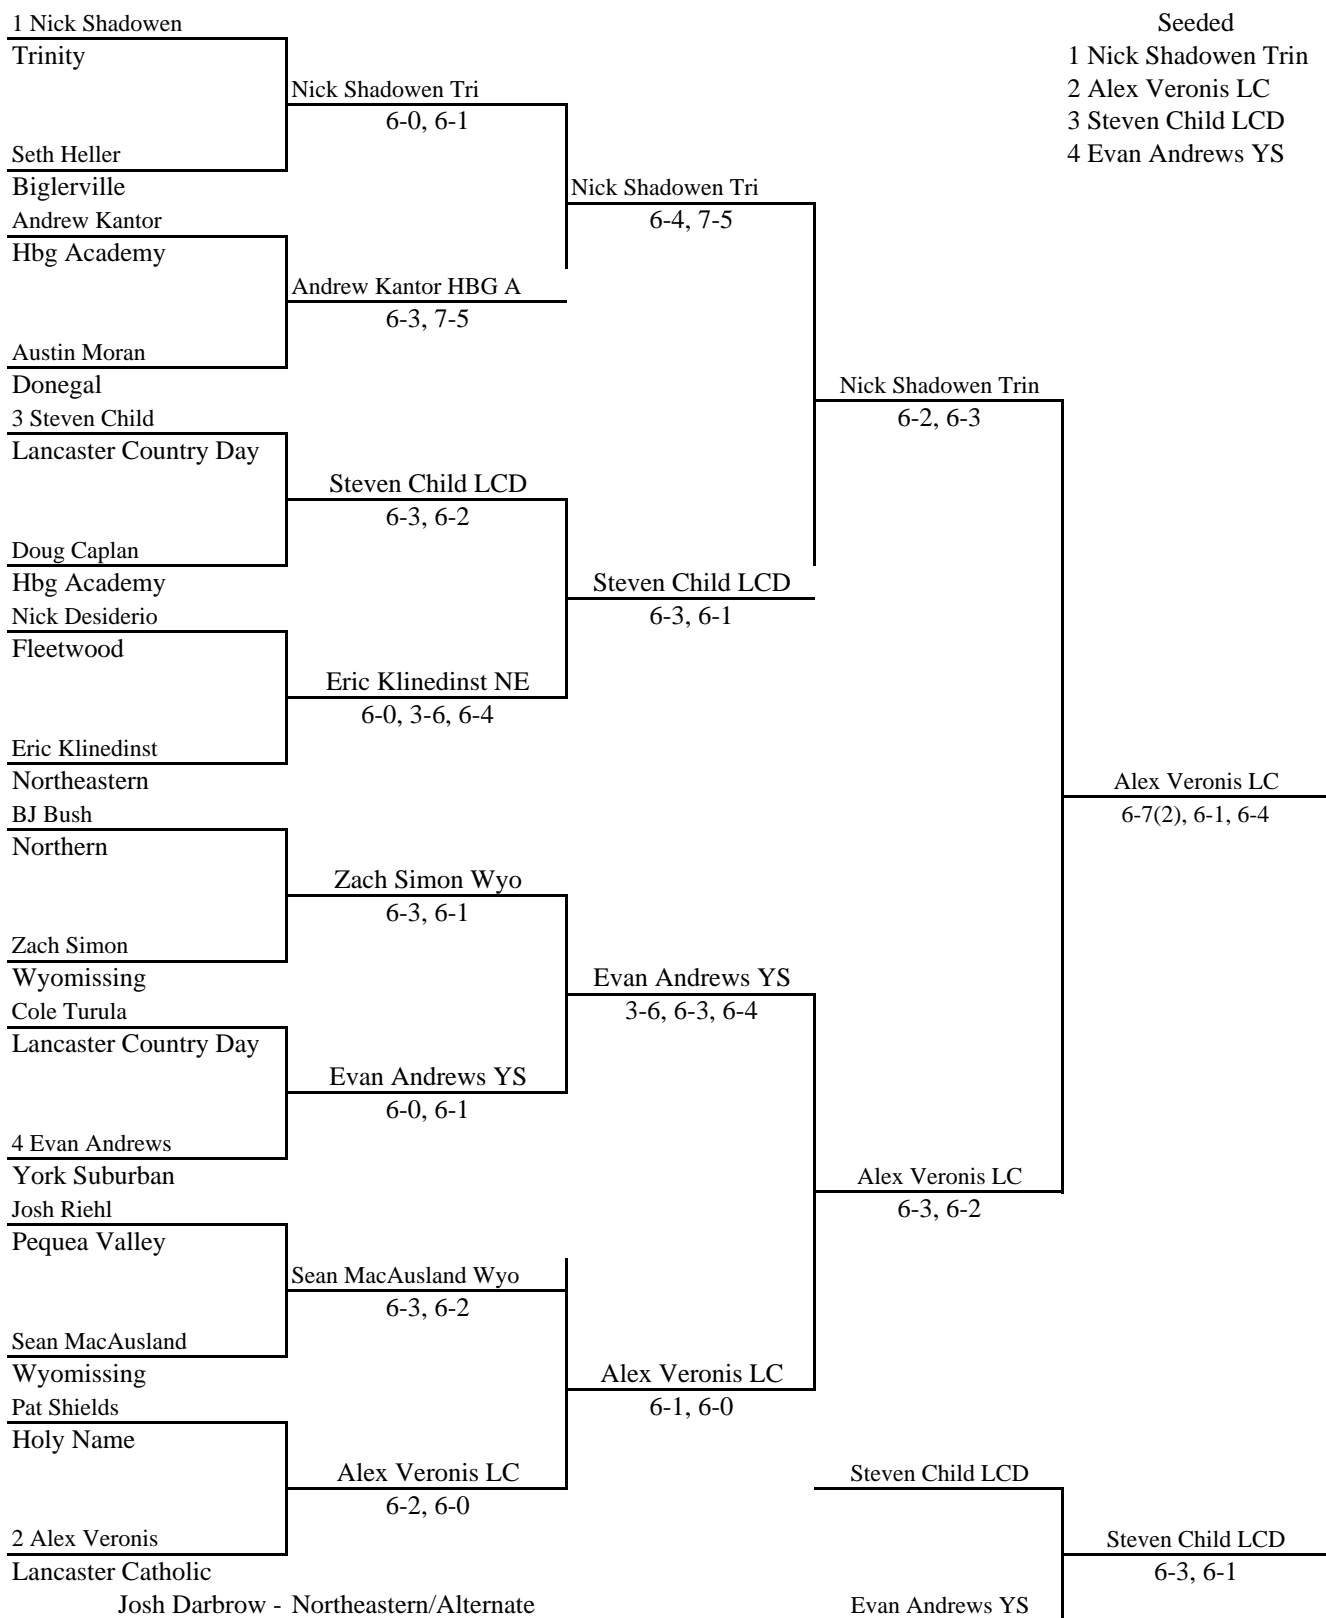 1 Nick Shadowen
Trinity
Nick Shadowen Tri
6-0, 6-1
Seth Heller
Biglerville
Nick Shadowen Tri
6-4, 7-5
Andrew Kantor
Hbg Academy
Andrew Kantor HBG A
6-3, 7-5
Austin Moran
Donegal
Nick Shadowen Trin
6-2, 6-3
3 Steven Child
Lancaster Country Day
Steven Child LCD
6-3, 6-2
Doug Caplan
Hbg Academy
Steven Child LCD
6-3, 6-1
Nick Desiderio
Fleetwood
Eric Klinedinst NE
6-0, 3-6, 6-4
Eric Klinedinst
Northeastern
Alex Veronis LC
6-7(2), 6-1, 6-4
BJ Bush
Northern
Zach Simon Wyo
6-3, 6-1
Zach Simon
Wyomissing
Evan Andrews YS
3-6, 6-3, 6-4
Cole Turula
Lancaster Country Day
Evan Andrews YS
6-0, 6-1
4 Evan Andrews
York Suburban
Alex Veronis LC
6-3, 6-2
Josh Riehl
Pequea Valley
Sean MacAusland Wyo
6-3, 6-2
Sean MacAusland
Wyomissing
Alex Veronis LC
6-1, 6-0
Pat Shields
Holy Name
Alex Veronis LC
6-2, 6-0
2 Alex Veronis
Lancaster Catholic
Josh Darbrow - Northeastern/Alternate
Seeded
1 Nick Shadowen Trin
2 Alex Veronis LC
3 Steven Child LCD
4 Evan Andrews YS
Steven Child LCD
Steven Child LCD
6-3, 6-1
Evan Andrews YS